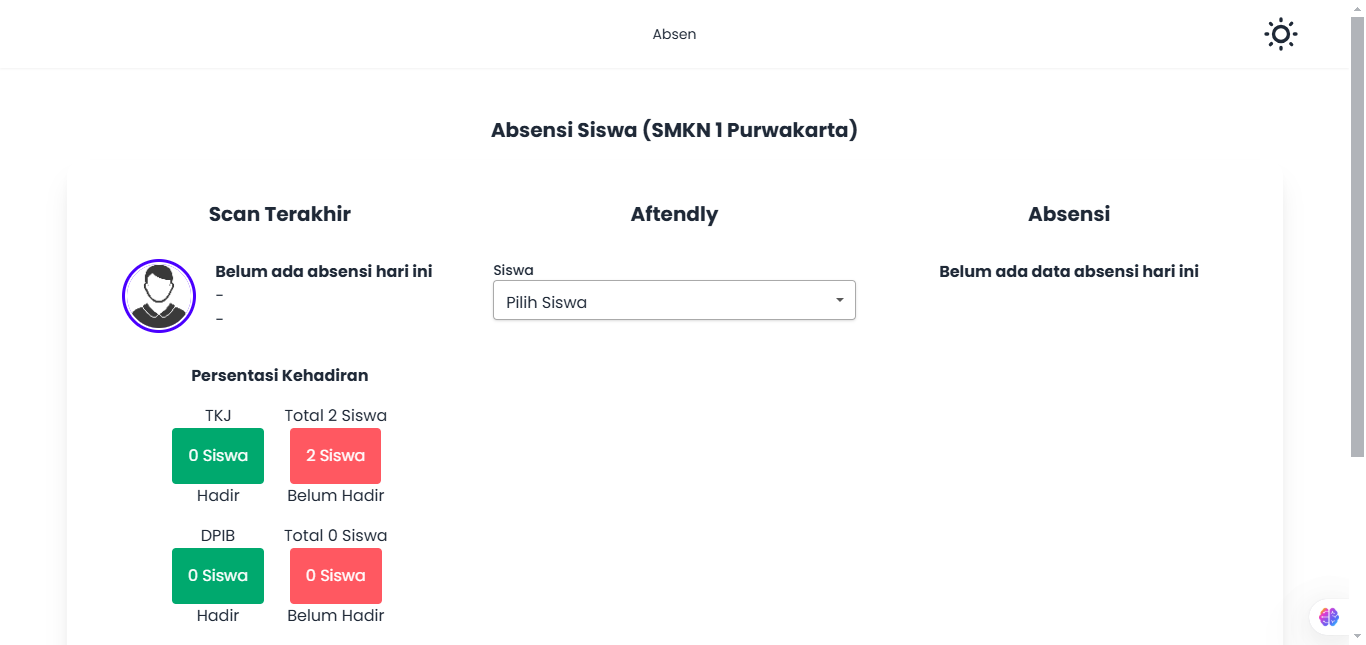 Absen
Absensi Siswa (SMKN 1 Purwakarta)
Scan Terakhir
Belum ada absensi hari ini
-
-
Persentasi Kehadiran
TKJ Total 2 Siswa
0 Siswa 2 Siswa
Hadir Belum Hadir
DPIB Total 0 Siswa
0 Siswa 0 Siswa
Hadir Belum Hadir
Aftendly
Siswa
Pilih Siswa
Absensi
Belum ada data absensi hari ini